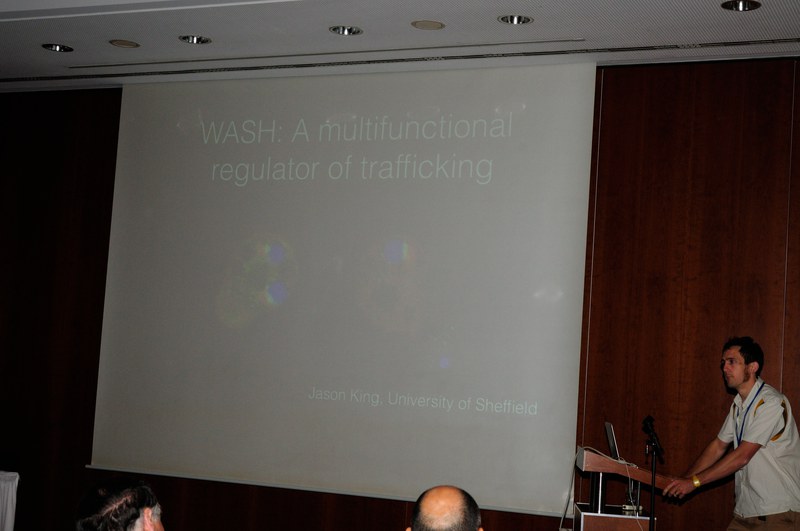 WASH: A multifunctional
regulator of trafficking
Jason King, University of Sheffield